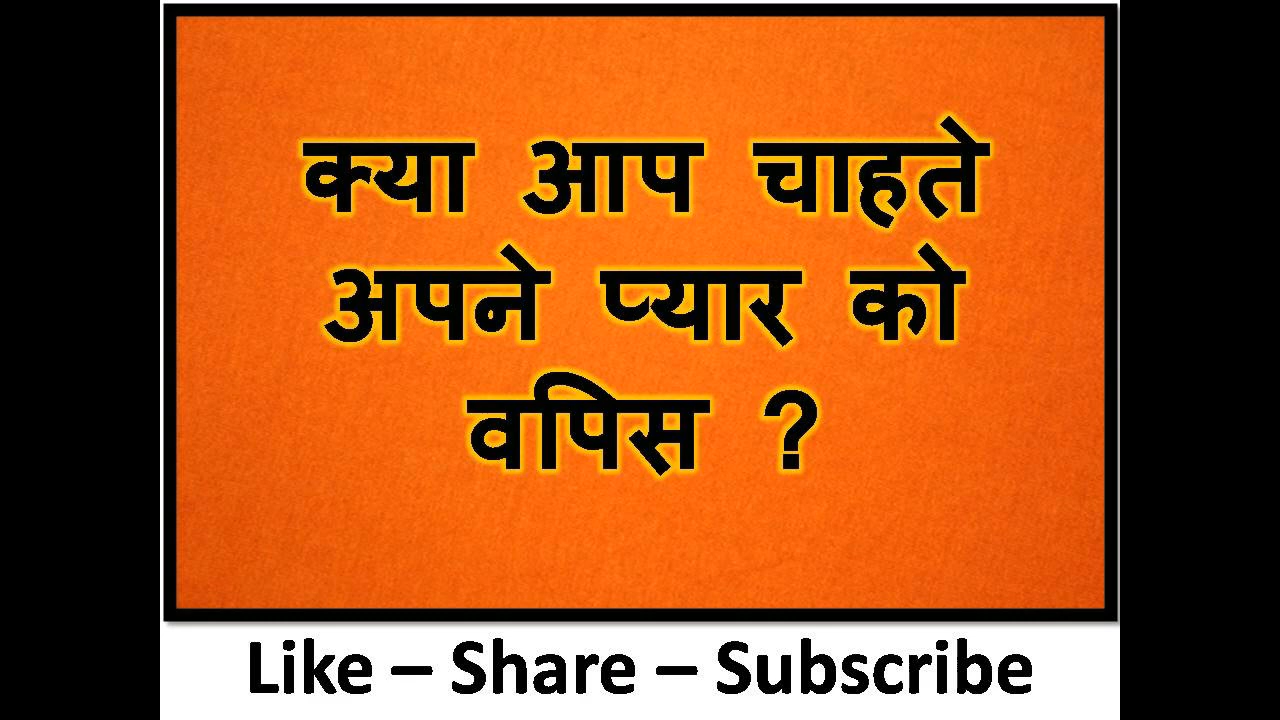 क्या आप चाहते
अपने प्यार को
वपिस ?
Like – Share – Subscribe